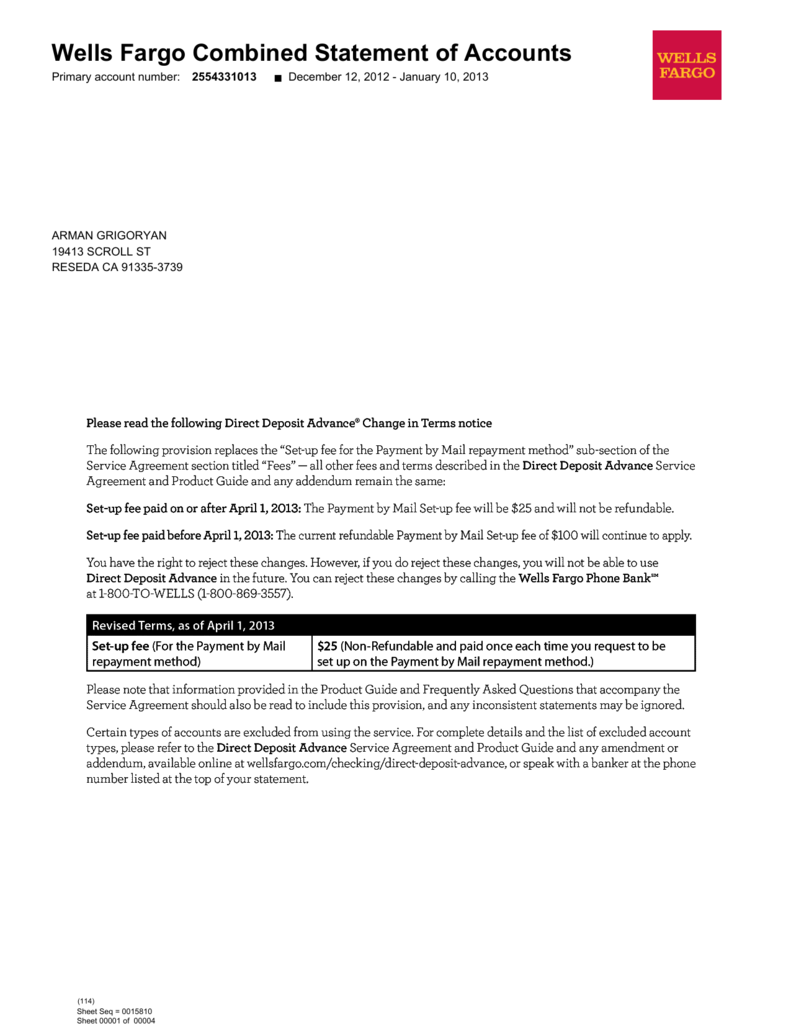 Wells Fargo Combined Statement of Accounts
Primary account number: 2554331013 ■ December 12, 2012 - January 10, 2013
WELLS
FARGO
ARMAN GRIGORYAN
19413 SCROLL ST
RESEDA CA 91335-3739
Please read the following Direct Deposit Advance® Change in Terms notice
The following provision replaces the “Set-up fee for the Payment by Mail repayment method” sub-section of the
Service Agreement section titled “Fees” — all other fees and terms described in the Direct Deposit Advance Service
Agreement and Product Guide and any addendum remain the same:
Set-up fee paid on or after April 1, 2013: The Payment by Mail Set-up fee will be $25 and will not be refundable.
Set-up fee paid before April 1, 2013: The current refundable Payment by Mail Set-up fee of $100 will continue to apply.
You have the right to reject these changes. However, if you do reject these changes, you will not be able to use
Direct Deposit Advance in the future. You can reject these changes by calling the Wells Fargo Phone Bank℠
at 1-800-TO-WELLS (1-800-869-3557).
Revised Terms, as of April 1, 2013
Set-up fee (For the Payment by Mail
repayment method)
$25 (Non-Refundable and paid once each time you request to be
set up on the Payment by Mail repayment method.)
Please note that information provided in the Product Guide and Frequently Asked Questions that accompany the
Service Agreement should also be read to include this provision, and any inconsistent statements may be ignored.
Certain types of accounts are excluded from using the service. For complete details and the list of excluded account
types, please refer to the Direct Deposit Advance Service Agreement and Product Guide and any amendment or
addendum, available online at wellsfargo.com/checking/direct-deposit-advance, or speak with a banker at the phone
number listed at the top of your statement.
(114)
Sheet Seq = 0015810
Sheet 00001 of 00004